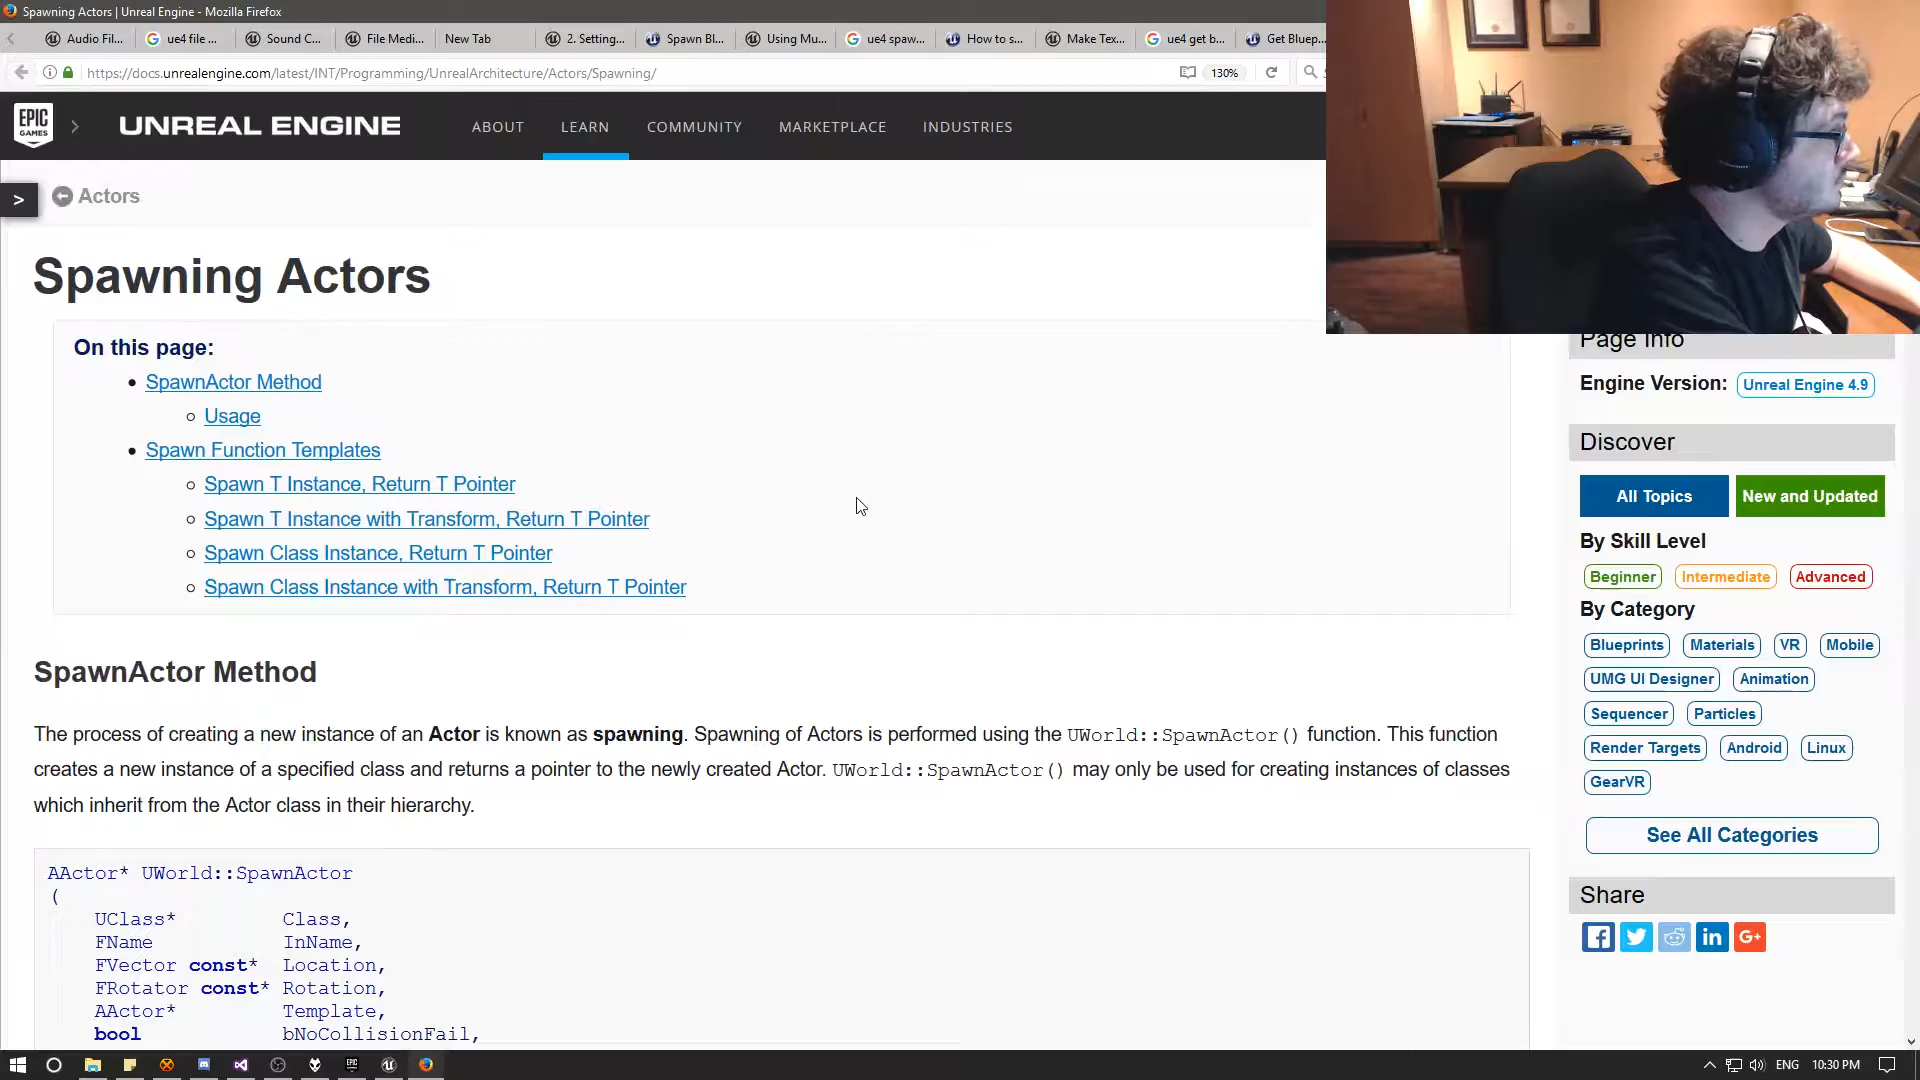 Spawning Actors | Unreal Engine - Mozilla Firefox
Audio Fil...
ue4 file ...
Sound C...
File Medi...
New Tab
2. Setting...
Spawn Bl...
Using Mu...
ue4 spaw...
How to s...
Make Tex...
ue4 get b...
Get Bluep...
https://docs.unrealengine.com/latest/INT/Programming/UnrealArchitecture/Actors/Spawning/
130%
EPIC GAMES
UNREAL ENGINE
ABOUT
LEARN
COMMUNITY
MARKETPLACE
INDUSTRIES
>
Actors
Spawning Actors
On this page:
SpawnActor Method
Usage
Spawn Function Templates
Spawn T Instance, Return T Pointer
Spawn T Instance with Transform, Return T Pointer
Spawn Class Instance, Return T Pointer
Spawn Class Instance with Transform, Return T Pointer
SpawnActor Method
The process of creating a new instance of an Actor is known as spawning. Spawning of Actors is performed using the UWorld::SpawnActor() function. This function
creates a new instance of a specified class and returns a pointer to the newly created Actor. UWorld::SpawnActor() may only be used for creating instances of classes
which inherit from the Actor class in their hierarchy.
AActor* UWorld::SpawnActor
(
UClass* Class,
FName InName,
FVector const* Location,
FRotator const* Rotation,
AActor* Template,
bool bNoCollisionFail,
Page Info
Engine Version: Unreal Engine 4.9
Discover
All Topics
New and Updated
By Skill Level
Beginner
Intermediate
Advanced
By Category
Blueprints
Materials
VR
Mobile
UMG UI Designer
Animation
Sequencer
Particles
Render Targets
Android
Linux
GearVR
See All Categories
Share
G+
ENG
10:30 PM